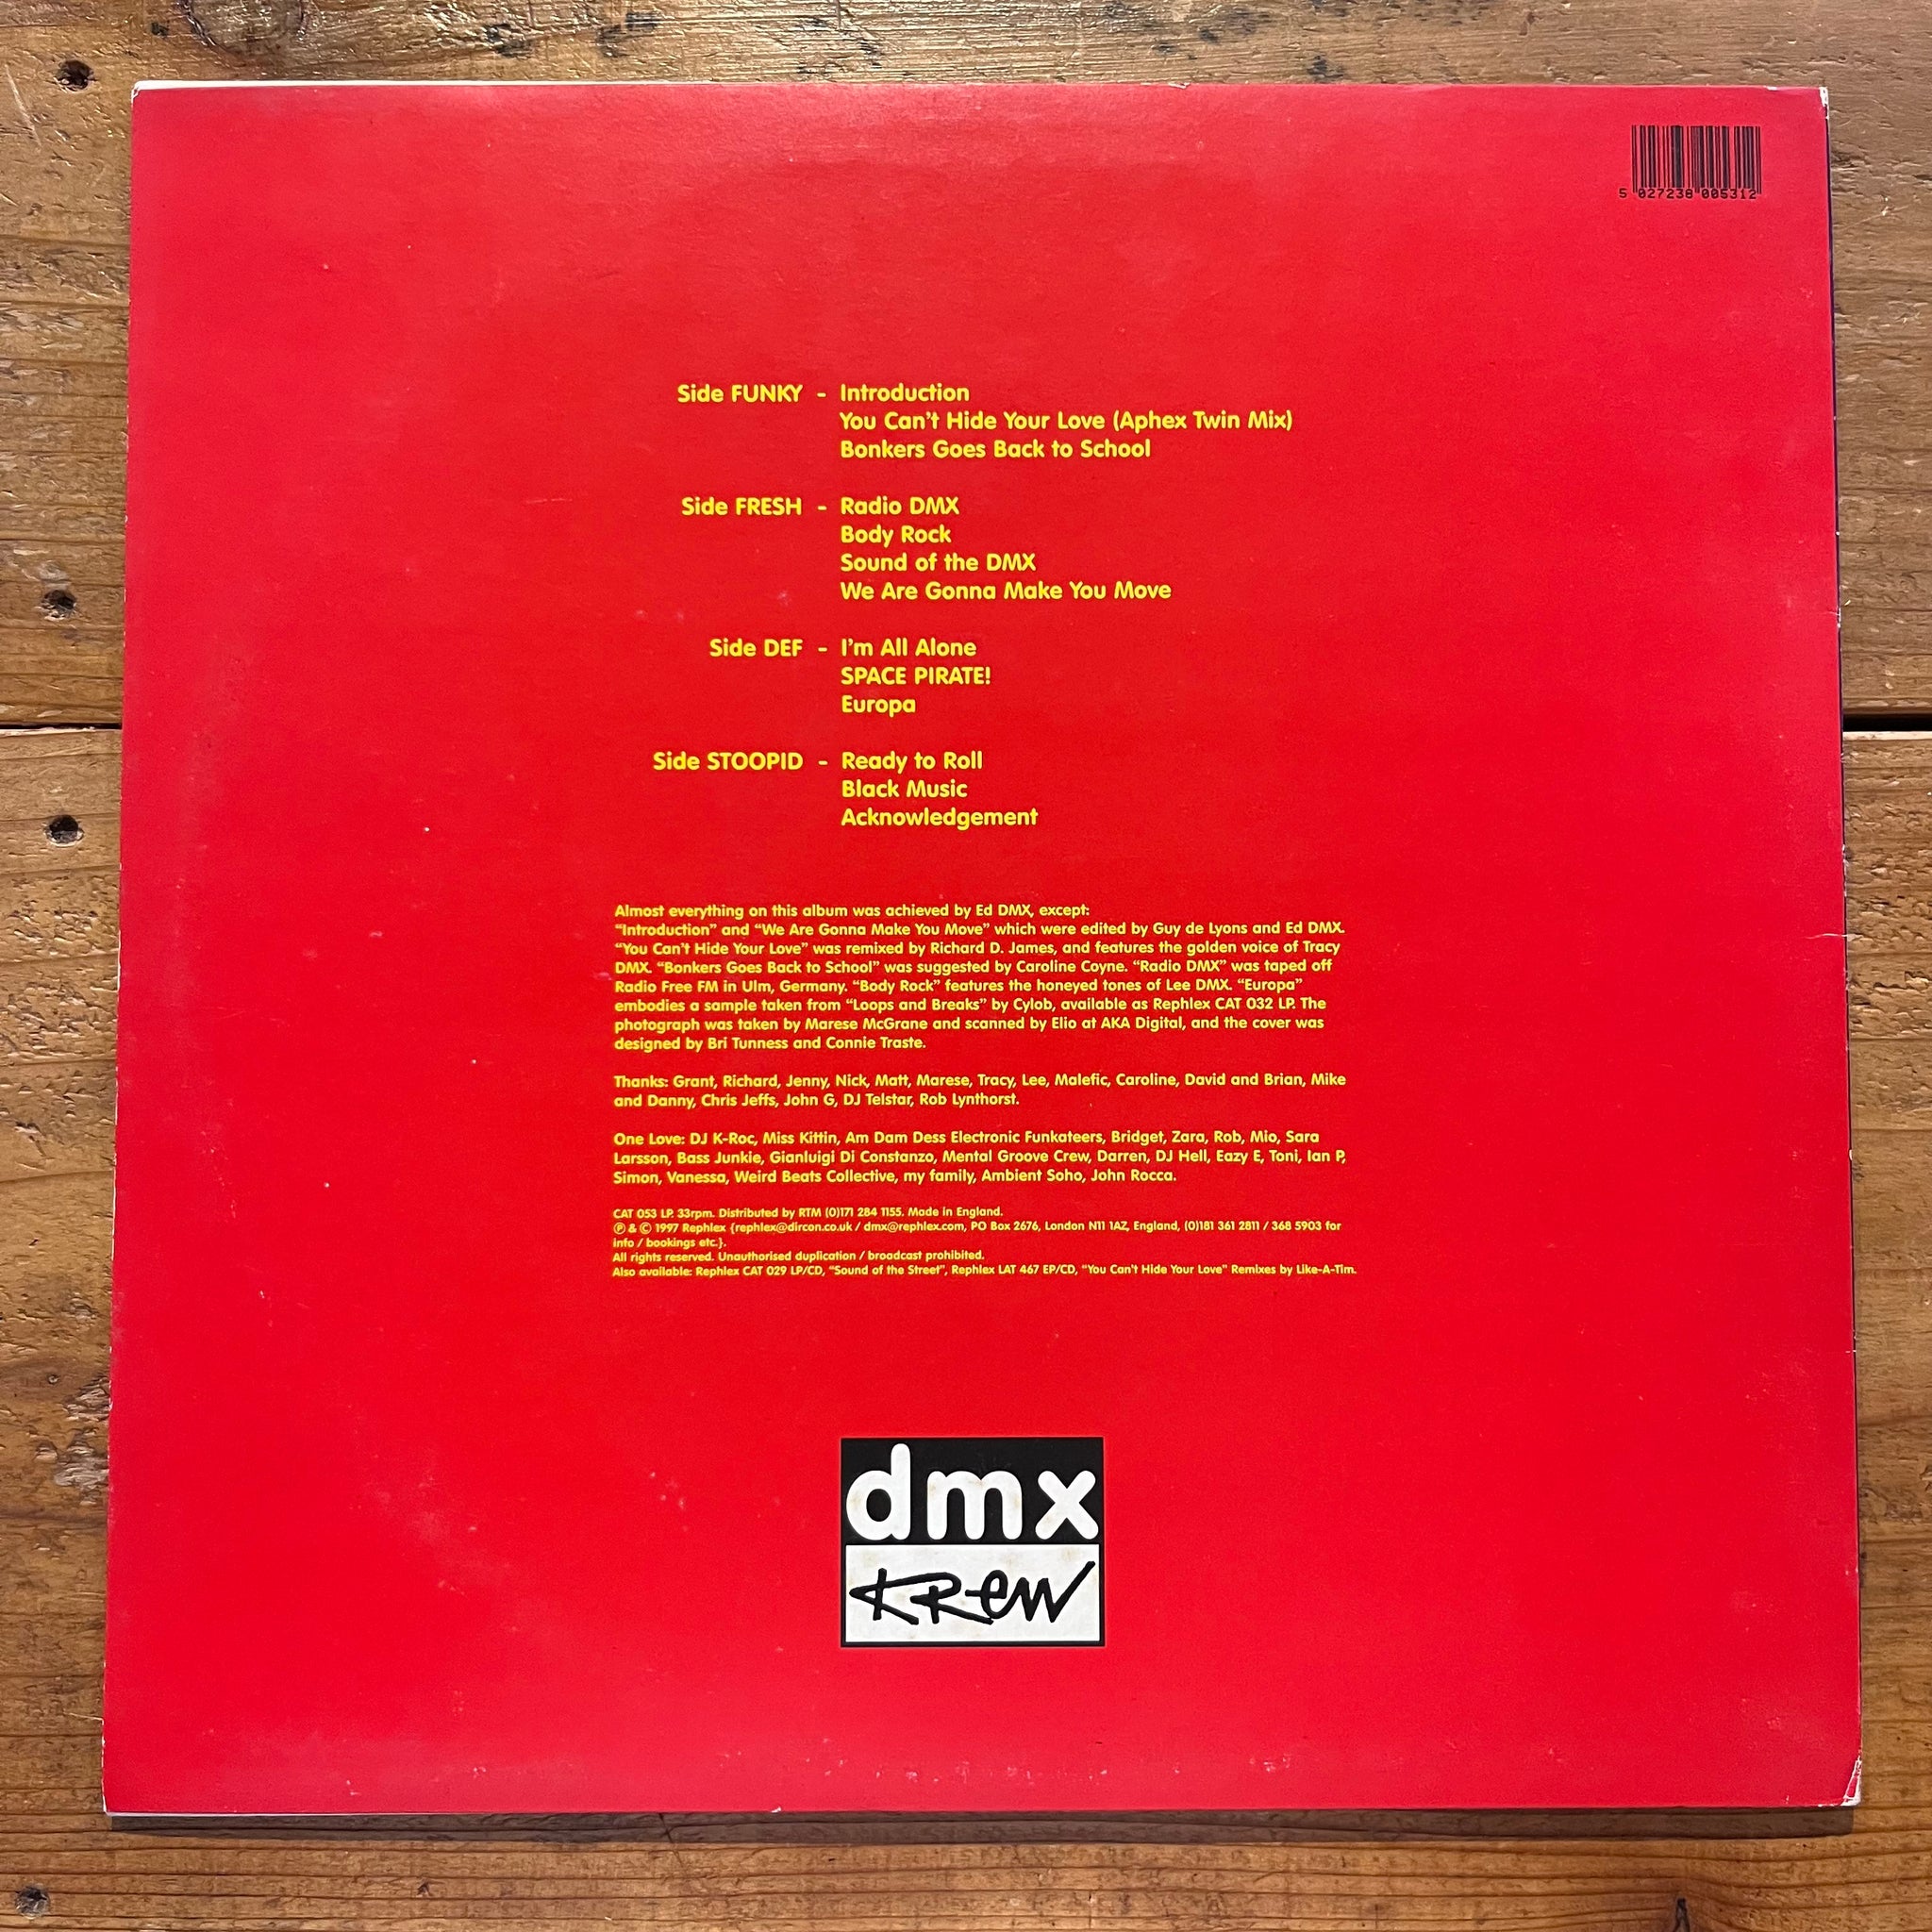 5 027238 005312
Side FUNKY - Introduction
You Can't Hide Your Love (Aphex Twin Mix)
Bonkers Goes Back to School
Side FRESH - Radio DMX
Body Rock
Sound of the DMX
We Are Gonna Make You Move
Side DEF - I'm All Alone
SPACE PIRATE!
Europa
Side STOOPID - Ready to Roll
Black Music
Acknowledgement
Almost everything on this album was achieved by Ed DMX, except:
“Introduction” and “We Are Gonna Make You Move” which were edited by Guy de Lyons and Ed DMX.
“You Can't Hide Your Love” was remixed by Richard D. James, and features the golden voice of Tracy
DMX. “Bonkers Goes Back to School” was suggested by Caroline Coyne. “Radio DMX” was taped off
Radio Free FM in Ulm, Germany. “Body Rock” features the honeyed tones of Lee DMX. “Europa”
embodies a sample taken from “Loops and Breaks” by Cylob, available as Rephlex CAT 032 LP. The
photograph was taken by Marese McGrane and scanned by Elio at AKA Digital, and the cover was
designed by Bri Tunness and Connie Traste.
Thanks: Grant, Richard, Jenny, Nick, Matt, Marese, Tracy, Lee, Malefic, Caroline, David and Brian, Mike
and Danny, Chris Jeffs, John G, DJ Telstar, Rob Lynthorst.
One Love: DJ K-Roc, Miss Kittin, Am Dam Dess Electronic Funkateers, Bridget, Zara, Rob, Mio, Sara
Larsson, Bass Junkie, Gianluigi Di Constanzo, Mental Groove Crew, Darren, DJ Hell, Eazy E, Toni, Ian P,
Simon, Vanessa, Weird Beats Collective, my family, Ambient Soho, John Rocca.
CAT 053 LP. 33rpm. Distributed by RTM (0)171 284 1155. Made in England.
℗ & © 1997 Rephlex {rephlex@dircon.co.uk / dmx@rephlex.com, PO Box 2676, London N11 1AZ, England, (0)181 361 2811 / 368 5903 for
info / bookings etc.}.
All rights reserved. Unauthorised duplication / broadcast prohibited.
Also available: Rephlex CAT 029 LP/CD, “Sound of the Street”, Rephlex LAT 467 EP/CD, “You Can't Hide Your Love” Remixes by Like-A-Tim.
dmx
KRew